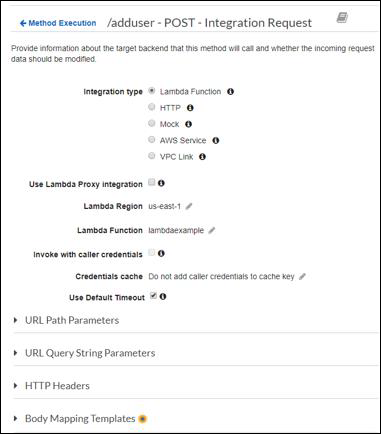 ← Method Execution /adduser - POST - Integration Request
Provide information about the target backend that this method will call and whether the incoming request
data should be modified.
Integration type Lambda Function
HTTP
Mock
AWS Service
VPC Link
Use Lambda Proxy integration
Lambda Region us-east-1
Lambda Function lambdaexample
Invoke with caller credentials
Credentials cache Do not add caller credentials to cache key
Use Default Timeout
URL Path Parameters
URL Query String Parameters
HTTP Headers
Body Mapping Templates